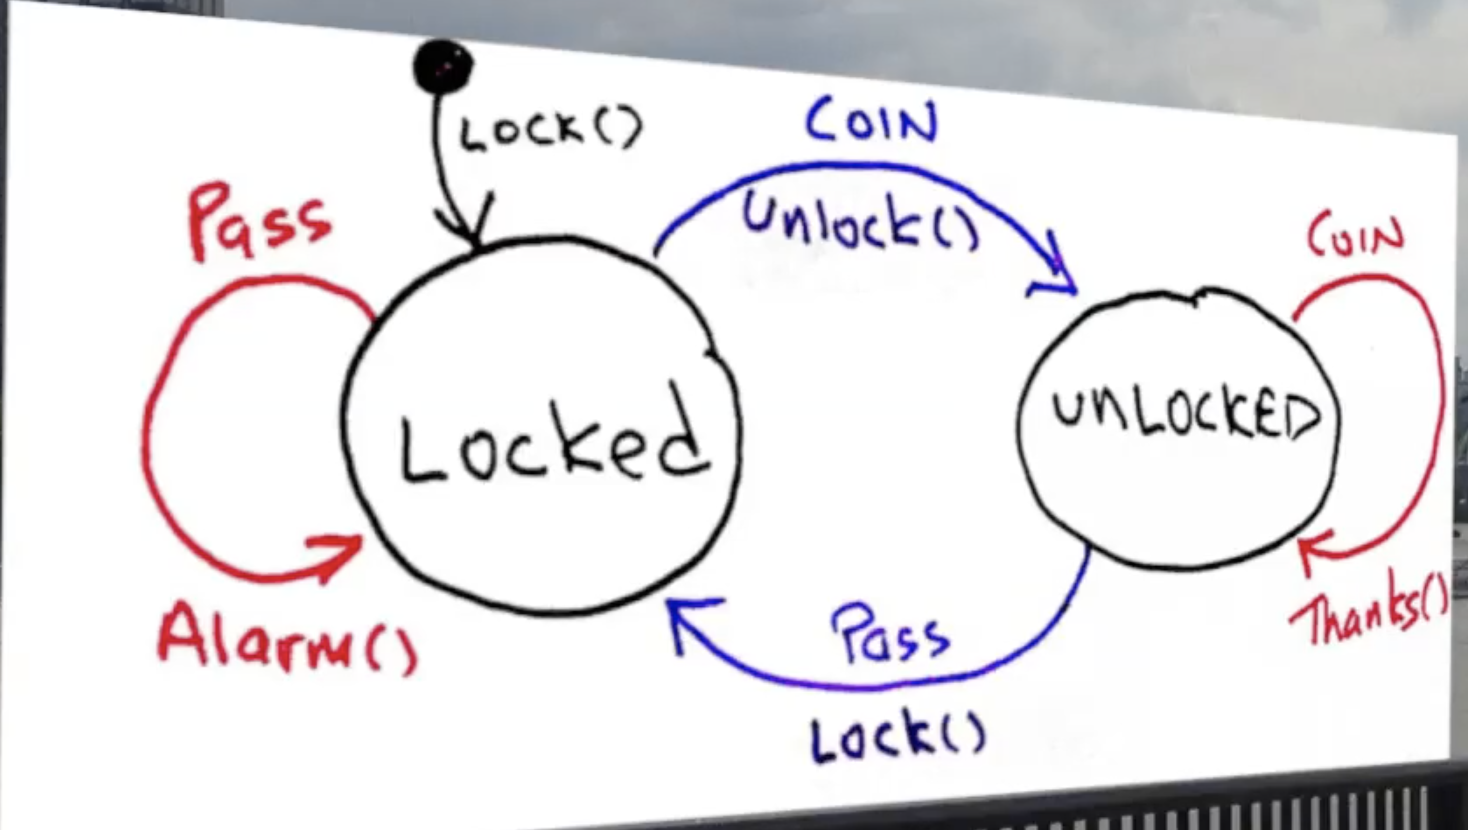 LOCK()
COIN
Unlock()
Pass
COIN
Locked
UNLOCKED
Alarm()
Pass
Thanks()
Lock()